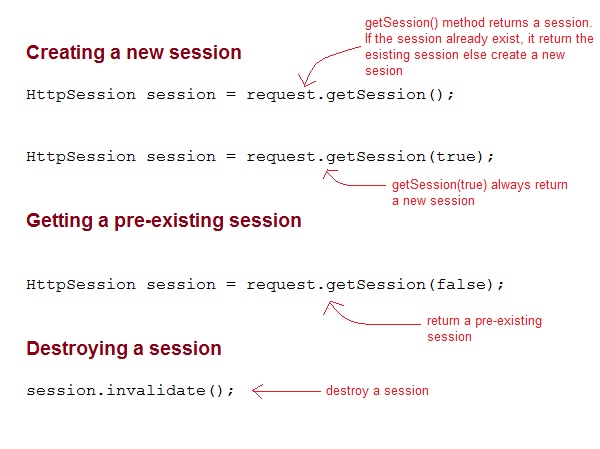 getSession() method returns a session.
If the session already exist, it return the
esisting session else create a new
sesion
Creating a new session
HttpSession session = request.getSession();
HttpSession session = request.getSession(true);
getSession(true) always return
a new session
Getting a pre-existing session
HttpSession session = request.getSession(false);
return a pre-existing
session
Destroying a session
session.invalidate();
destroy a session